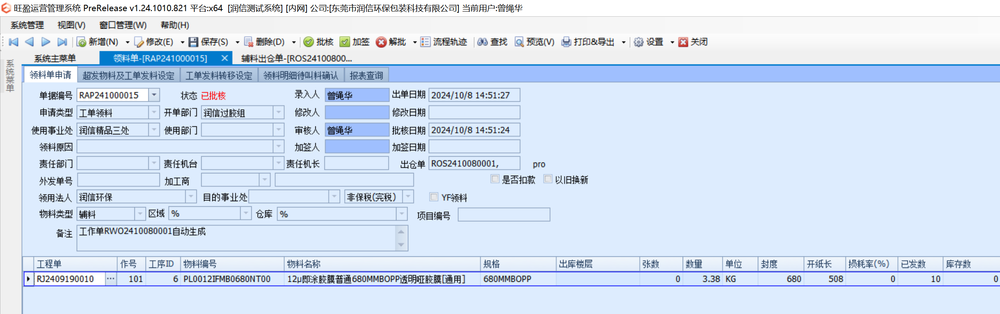 旺盈运营管理系统 PreRelease v1.24.1010.821 平台:x64 [润信测试系统] [内网] 公司:[东莞市润信环保包装科技有限公司] 当前用户:曾绳华
系统管理 视图(V) 窗口管理(W) 帮助(H)
新增(N) 修改(E) 保存(S) 删除(D) 批核 加签 解批 流程轨迹 查找 预览(V) 打印&导出 设置 关闭
系统菜单
系统主菜单 领料单-[RAP241000015] 辅料出仓单-[ROS24100800...
领料单申请 超发物料及工单发料设定 工单发料转移设定 领料明细待叫料确认 报表查询
单据编号 RAP241000015 状态 已批核 录入人 曾绳华 出单日期 2024/10/8 14:51:27
申请类型 工单领料 开单部门 润信过胶组 修改人 修改日期
使用事业处 润信精品三处 使用部门 审核人 曾绳华 批核日期 2024/10/8 14:51:24
领料原因 加签人 加签日期
责任部门 责任机台 责任机长 出仓单 ROS2410080001, pro
外发单号 加工商 是否扣款 以旧换新
领用法人 润信环保 目的事业处 非保税(完税) YF领料
物料类型 辅料 区域 % 仓库 % 项目编号
备注 工作单RWO2410080001自动生成
工程单 作号 工序ID 物料编号 物料名称 规格 出库楼层 张数 数量 单位 封度 开纸长 损耗率(%) 已发数 库存数
RJ2409190010 ··· 101 6 PL0012IFMB0680NT00 12μ即涂胶膜普通680MMBOPP透明哑胶膜[通用] 680MMBOPP 0 3.38 KG 680 508 0 10 0